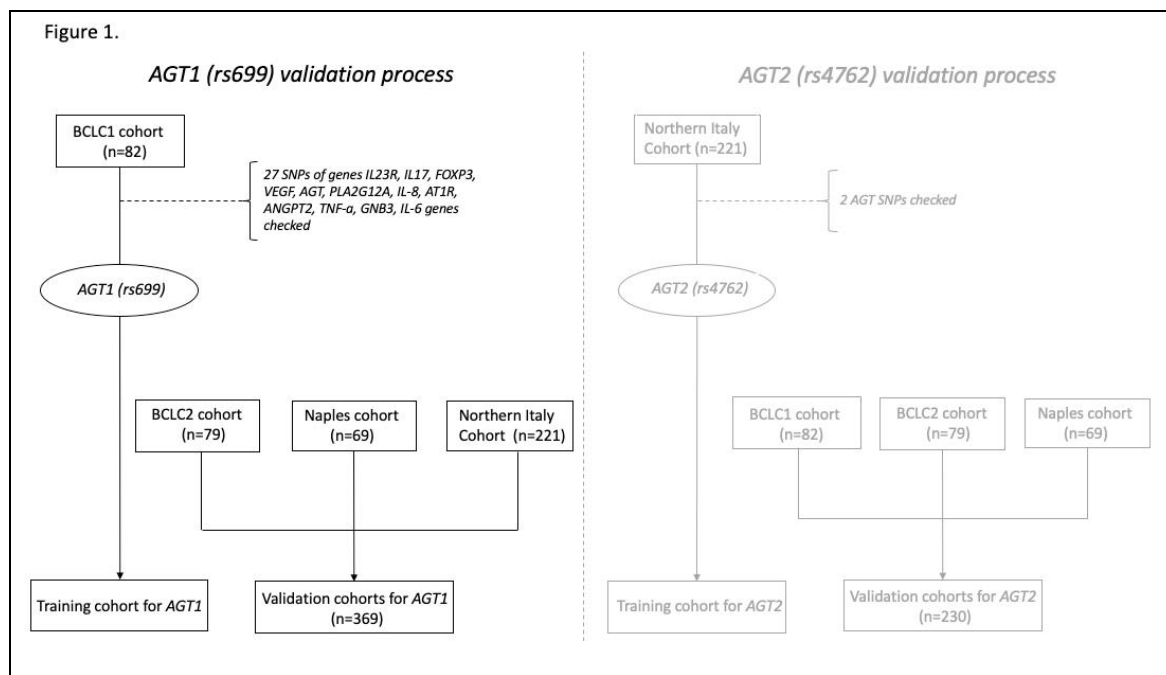 Figure 1.
AGT1 (rs699) validation process
BCLC1 cohort
(n=82)
27 SNPs of genes IL23R, IL17, FOXP3,
VEGF, AGT, PLA2G12A, IL-8, AT1R,
ANGPT2, TNF-α, GNB3, IL-6 genes
checked
AGT1 (rs699)
BCLC2 cohort
(n=79)
Naples cohort
(n=69)
Northern Italy
Cohort (n=221)
Training cohort for AGT1
Validation cohorts for AGT1
(n=369)
AGT2 (rs4762) validation process
Northern Italy
Cohort (n=221)
2 AGT SNPs checked
AGT2 (rs4762)
BCLC1 cohort
(n=82)
BCLC2 cohort
(n=79)
Naples cohort
(n=69)
Training cohort for AGT2
Validation cohorts for AGT2
(n=230)